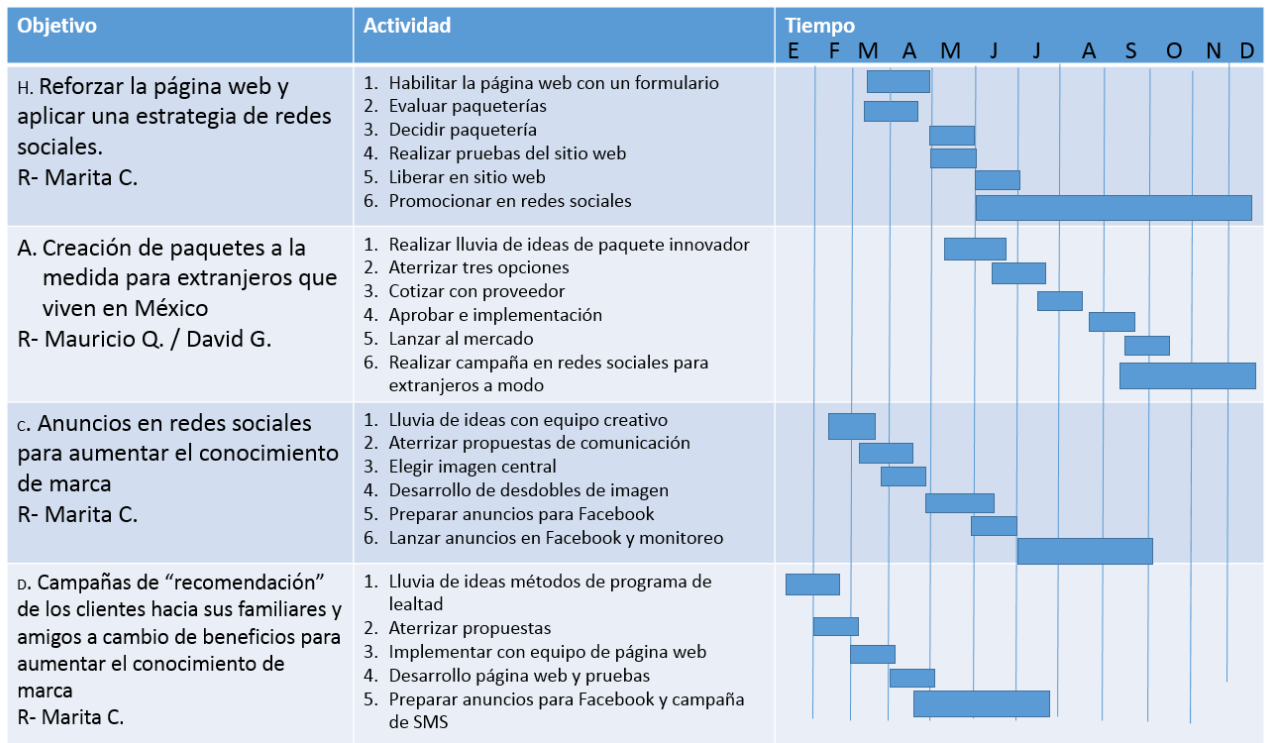 Objetivo
Actividad
Tiempo
E F M A M J J A S O N D
H. Reforzar la página web y
aplicar una estrategia de redes
sociales.
R- Marita C.
1. Habilitar la página web con un formulario
2. Evaluar paqueterías
3. Decidir paquetería
4. Realizar pruebas del sitio web
5. Liberar en sitio web
6. Promocionar en redes sociales
A. Creación de paquetes a la
medida para extranjeros que
viven en México
R- Mauricio Q. / David G.
1. Realizar lluvia de ideas de paquete innovador
2. Aterrizar tres opciones
3. Cotizar con proveedor
4. Aprobar e implementación
5. Lanzar al mercado
6. Realizar campaña en redes sociales para
extranjeros a modo
C. Anuncios en redes sociales
para aumentar el conocimiento
de marca
R- Marita C.
1. Lluvia de ideas con equipo creativo
2. Aterrizar propuestas de comunicación
3. Elegir imagen central
4. Desarrollo de desdobles de imagen
5. Preparar anuncios para Facebook
6. Lanzar anuncios en Facebook y monitoreo
D. Campañas de “recomendación”
de los clientes hacia sus familiares y
amigos a cambio de beneficios para
aumentar el conocimiento de
marca
R- Marita C.
1. Lluvia de ideas métodos de programa de
lealtad
2. Aterrizar propuestas
3. Implementar con equipo de página web
4. Desarrollo página web y pruebas
5. Preparar anuncios para Facebook y campaña
de SMS